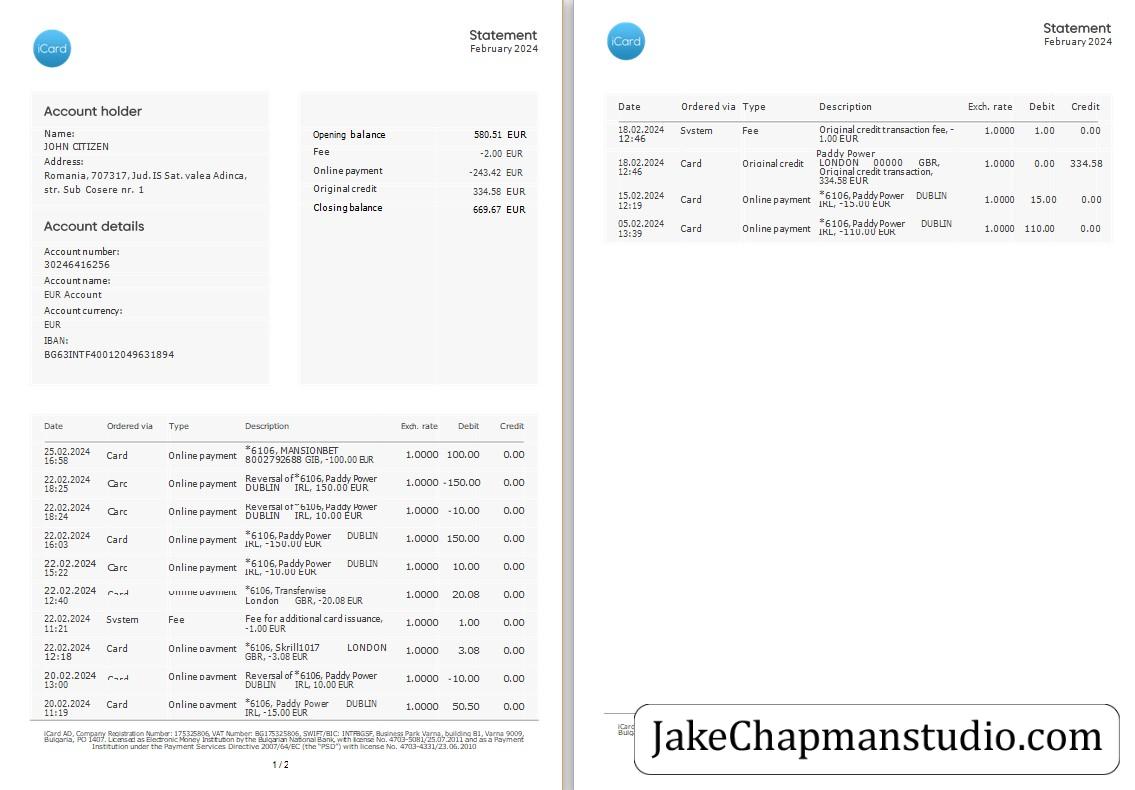 iCard
Statement
February 2024
Account holder
Name:
JOHN CITIZEN
Address:
Romania, 707317, Jud. IS Sat. valea Adinca,
str. Sub Cosere nr. 1
Account details
Account number:
30246416256
Account name:
EUR Account
Account currency:
EUR
IBAN:
BG63INTF40012049631894
Opening balance 580.51 EUR
Fee -2.00 EUR
Online payment -243.42 EUR
Original credit 334.58 EUR
Closing balance 669.67 EUR
Date Ordered via Type Description Exch. rate Debit Credit
25.02.2024 *6106, MANSIONBET
16:58 Card Online payment 8002792688 GIB, -100.00 EUR 1.0000 100.00 0.00
22.02.2024 Reversal of *6106, Paddy Power
18:25 Card Online payment DUBLIN IRL, 150.00 EUR 1.0000 -150.00 0.00
22.02.2024 Reversal of *6106, Paddy Power
18:24 Card Online payment DUBLIN IRL, 10.00 EUR 1.0000 -10.00 0.00
22.02.2024 *6106, Paddy Power DUBLIN
16:03 Card Online payment IRL, -150.00 EUR 1.0000 150.00 0.00
22.02.2024 *6106, Paddy Power DUBLIN
15:22 Card Online payment IRL, -10.00 EUR 1.0000 10.00 0.00
22.02.2024 Card Online payment *6106, Transferwise
12:40 London GBR, -20.08 EUR 1.0000 20.08 0.00
22.02.2024 System Fee Fee for additional card issuance,
11:21 -1.00 EUR 1.0000 1.00 0.00
22.02.2024 Card Online payment *6106, Skrill1017 LONDON
12:18 GBR, -3.08 EUR 1.0000 3.08 0.00
20.02.2024 Card Online payment Reversal of *6106, Paddy Power
13:00 DUBLIN IRL, 10.00 EUR 1.0000 -10.00 0.00
20.02.2024 Card Online payment *6106, Paddy Power DUBLIN
11:19 IRL, -15.00 EUR 1.0000 50.50 0.00
iCard AD, Company Registration Number: 175325806, VAT Number: BG175325806, SWIFT/BIC: INTFBGSF, Business Park Varna, building B1, Varna 9009,
Bulgaria, PO 1407. Licensed as Electronic Money Institution by the Bulgarian National Bank, with license No. 4703-5081/25.07.2011 and as a Payment
Institution under the Payment Services Directive 2007/64/EC (the "PSD") with license No. 4703-4331/23.06.2010
1 / 2
iCard
Statement
February 2024
Date Ordered via Type Description Exch. rate Debit Credit
18.02.2024 System Fee Original credit transaction fee, -
12:46 1.00 EUR 1.0000 1.00 0.00
Paddy Power
18.02.2024 Card Original credit LONDON 00000 GBR, 1.0000 0.00 334.58
12:46 Original credit transaction,
334.58 EUR
15.02.2024 Card Online payment *6106, Paddy Power DUBLIN
12:19 IRL, -15.00 EUR 1.0000 15.00 0.00
05.02.2024 Card Online payment *6106, Paddy Power DUBLIN
13:39 IRL, -110.00 EUR 1.0000 110.00 0.00
JakeChapmanstudio.com